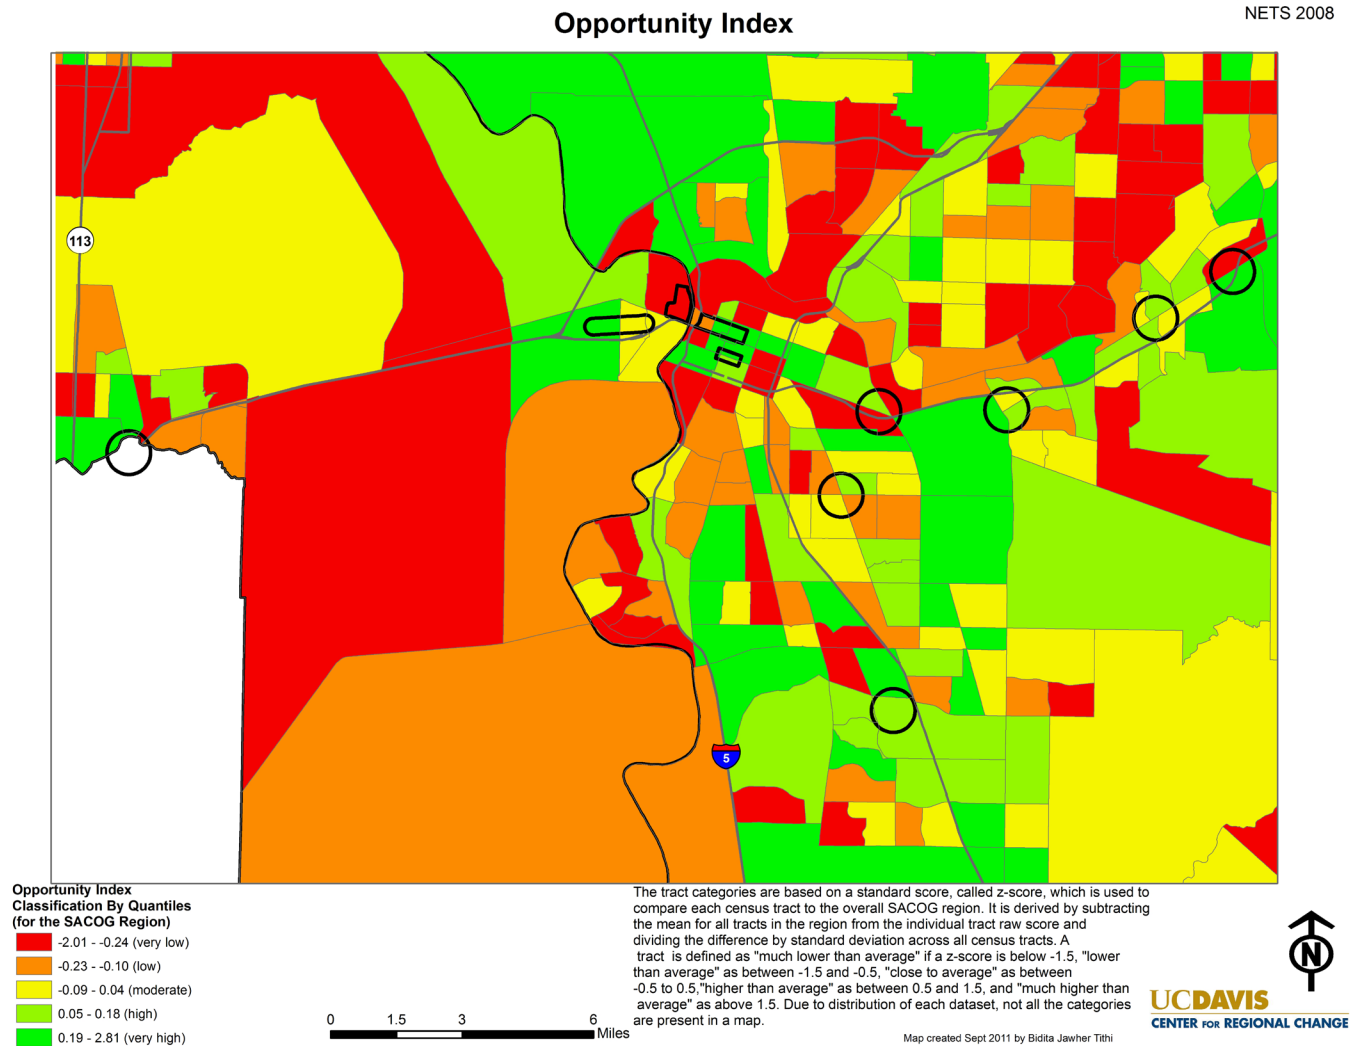 Opportunity Index
NETS 2008
113
5
Opportunity Index
Classification By Quantiles
(for the SACOG Region)
-2.01 - -0.24 (very low)
-0.23 - -0.10 (low)
-0.09 - 0.04 (moderate)
0.05 - 0.18 (high)
0.19 - 2.81 (very high)
0 1.5 3 6
Miles
The tract categories are based on a standard score, called z-score, which is used to
compare each census tract to the overall SACOG region. It is derived by subtracting
the mean for all tracts in the region from the individual tract raw score and
dividing the difference by standard deviation across all census tracts. A
tract is defined as "much lower than average" if a z-score is below -1.5, "lower
than average" as between -1.5 and -0.5, "close to average" as between
-0.5 to 0.5,"higher than average" as between 0.5 and 1.5, and "much higher than
average" as above 1.5. Due to distribution of each dataset, not all the categories
are present in a map.
Map created Sept 2011 by Bidita Jawher Tithi
N
UCDAVIS
CENTER FOR REGIONAL CHANGE